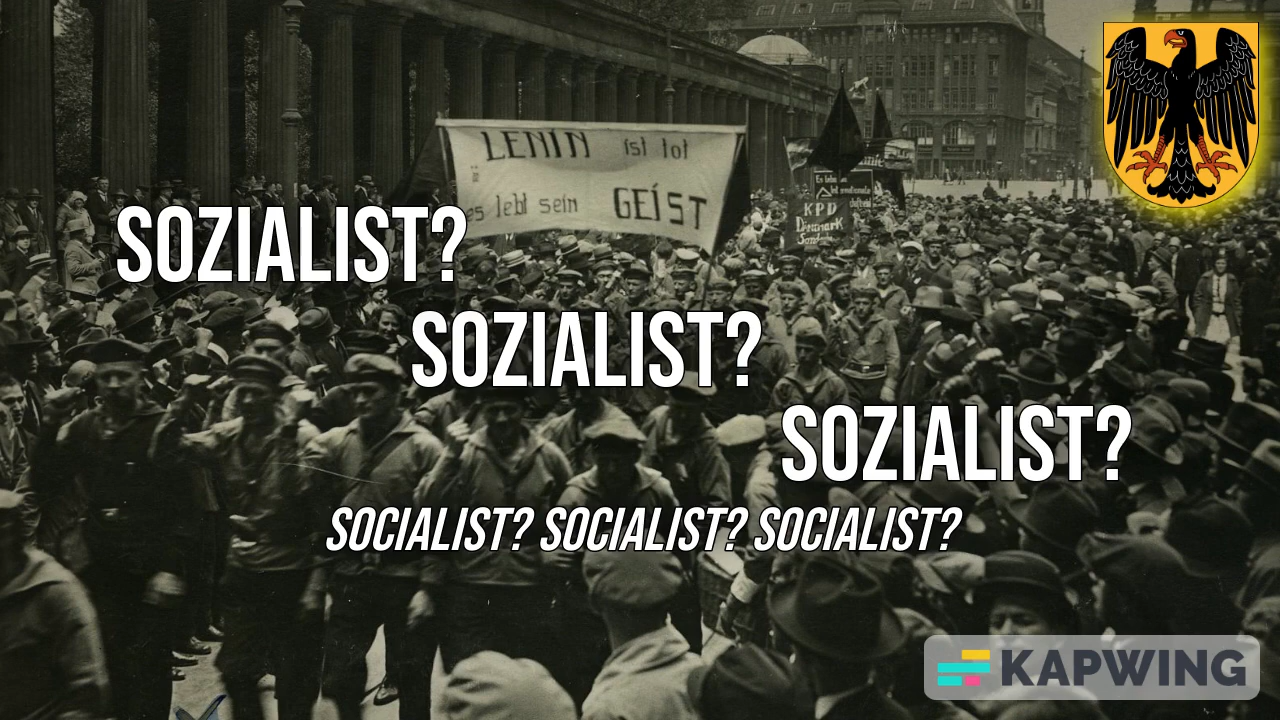 LENIN ist tot
es lebt sein GEIST
KPD
SOZIALIST?
SOZIALIST?
SOZIALIST?
SOCIALIST? SOCIALIST? SOCIALIST?
KAPWING